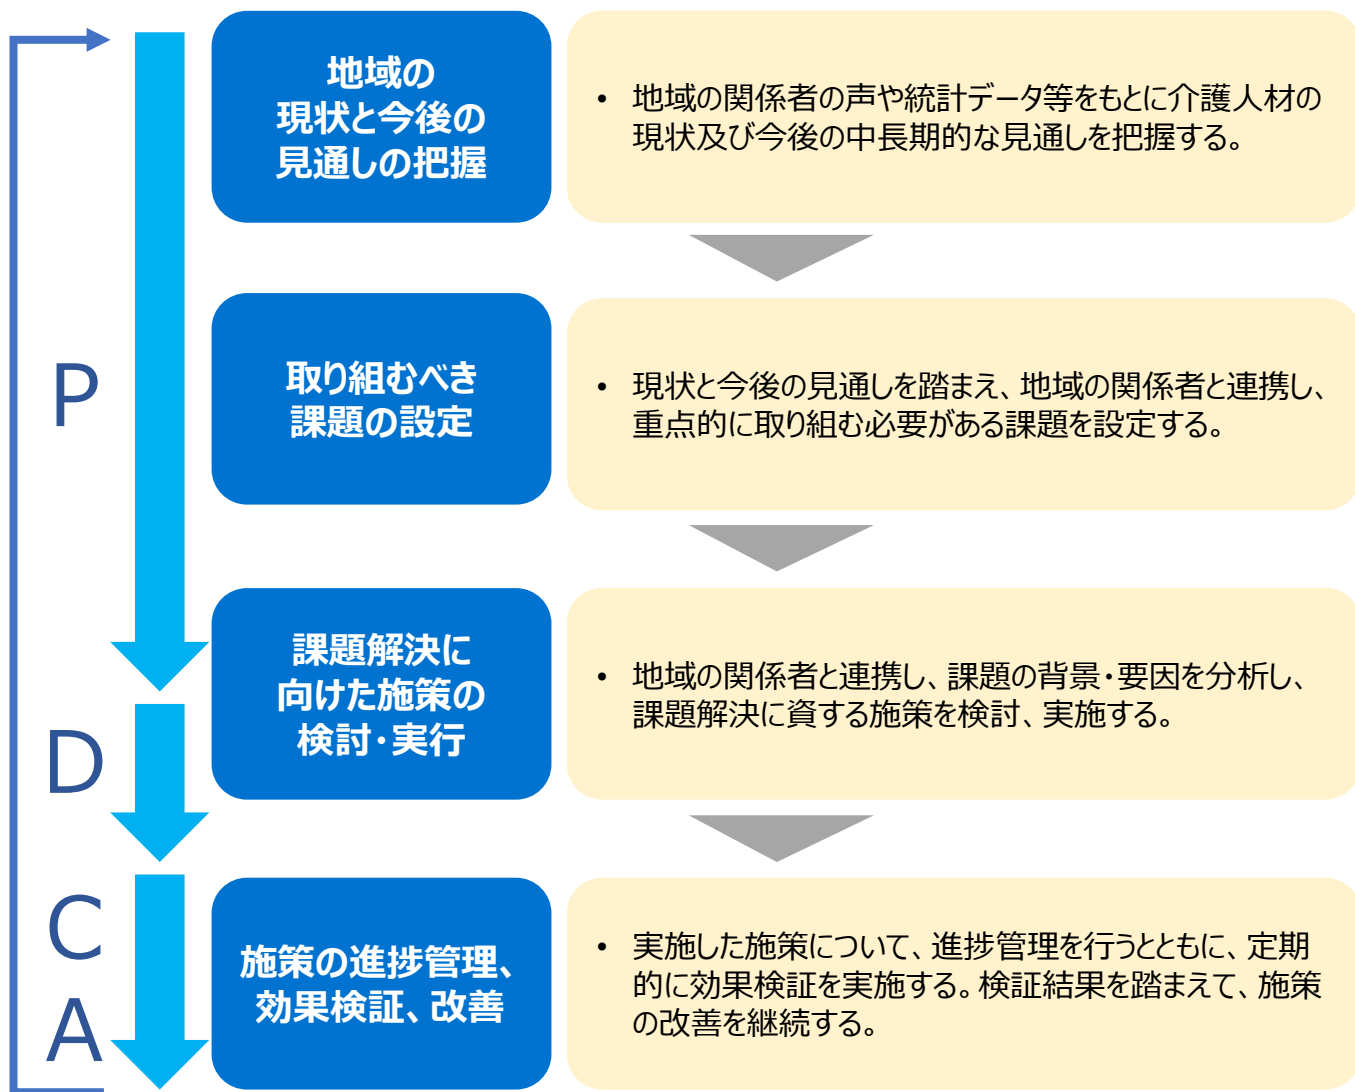 地域の
現状と今後の
見通しの把握
• 地域の関係者の声や統計データ等をもとに介護人材の
現状及び今後の中長期的な見通しを把握する。
P
取り組むべき
課題の設定
• 現状と今後の見通しを踏まえ、地域の関係者と連携し、
重点的に取り組む必要がある課題を設定する。
課題解決に
向けた施策の
検討・実行
• 地域の関係者と連携し、課題の背景・要因を分析し、
課題解決に資する施策を検討、実施する。
D
C
A
施策の進捗管理、
効果検証、改善
• 実施した施策について、進捗管理を行うとともに、定期
的に効果検証を実施する。検証結果を踏まえて、施策
の改善を継続する。